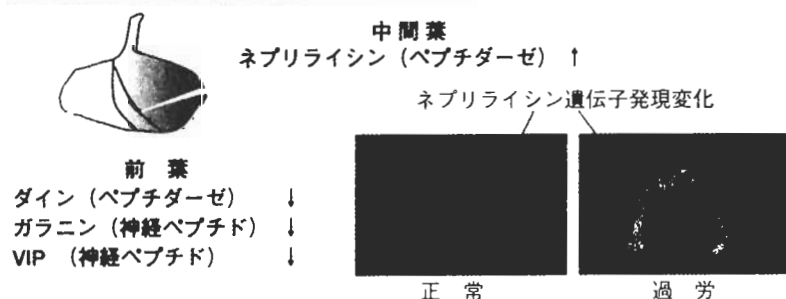 中間葉
ネプリライシン（ペプチダーゼ） ↑
ネプリライシン遺伝子発現変化
前 葉
ダイン（ペプチダーゼ） ↓
ガラニン（神経ペプチド） ↓
VIP （神経ペプチド） ↓
正 常
過 労